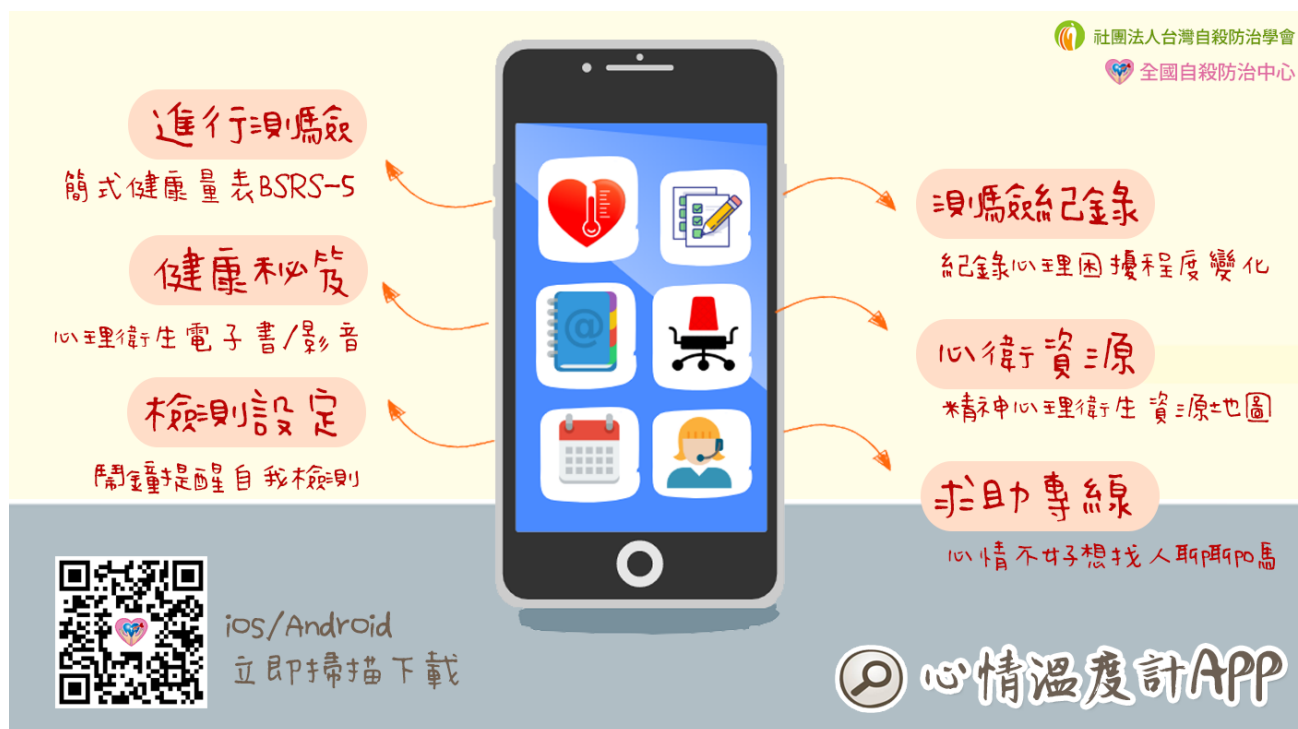 社團法人台灣自殺防治學會
全國自殺防治中心
進行測驗
簡式健康量表BSRS-5
健康秘笈
心理衛生電子書/影音
檢測設定
鬧鐘提醒自我檢測
測驗紀錄
紀錄心理困擾程度變化
心衛資源
精神心理衛生資源地圖
求助專線
心情不好想找人聊聊嗎
ios/Android
立即掃描下載
心情溫度計APP